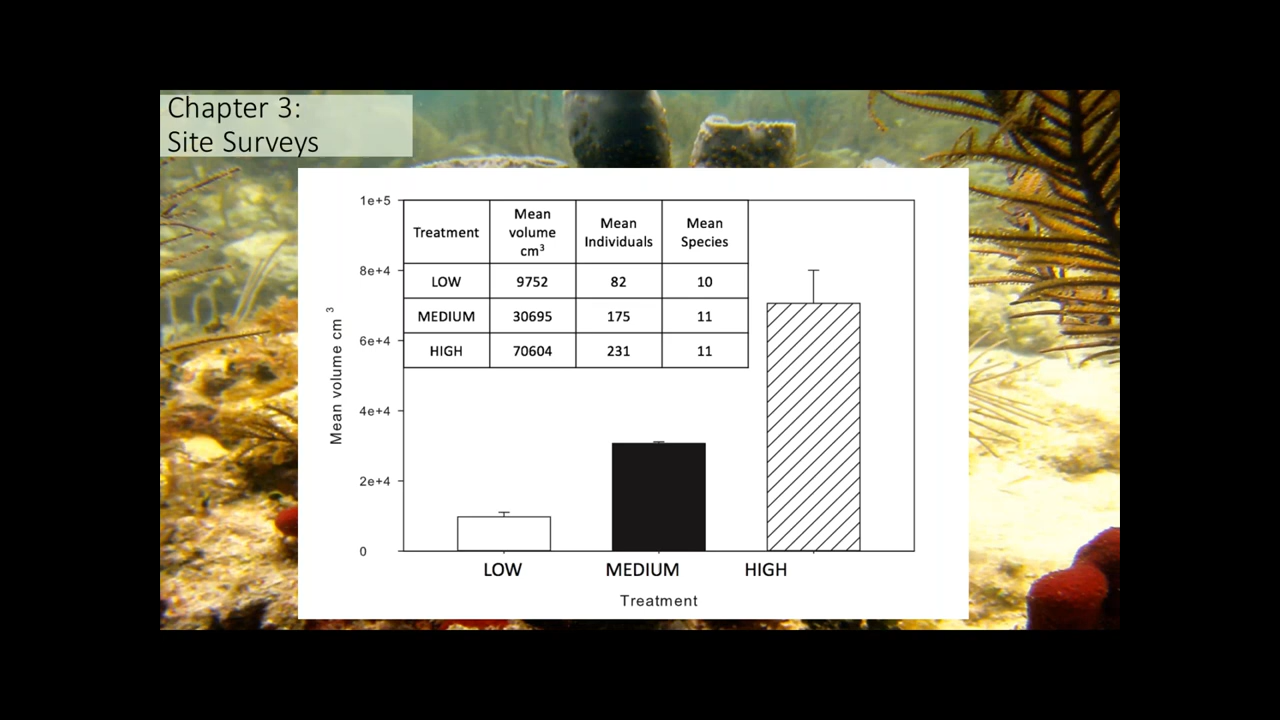 Chapter 3:
Site Surveys
1e+5
8e+4
6e+4
4e+4
2e+4
0
Mean volume cm 3
Treatment
Mean
volume
cm3
Mean
Individuals
Mean
Species
LOW 9752 82 10
MEDIUM 30695 175 11
HIGH 70604 231 11
LOW MEDIUM HIGH
Treatment